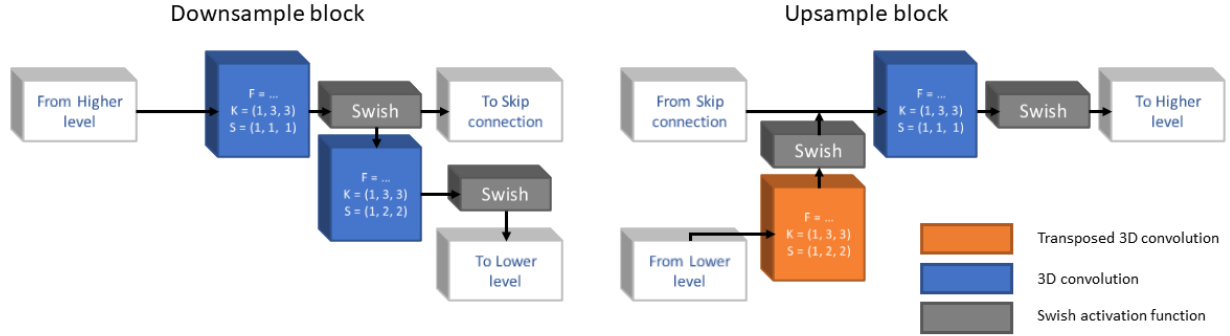 Downsample block
From Higher
level
F = ...
K = (1, 3, 3)
S = (1, 1, 1)
Swish
To Skip
connection
F = ...
K = (1, 3, 3)
S = (1, 2, 2)
Swish
To Lower
level
Upsample block
From Skip
connection
Swish
F = ...
K = (1, 3, 3)
S = (1, 1, 1)
Swish
To Higher
level
F = ...
K = (1, 3, 3)
S = (1, 2, 2)
From Lower
level
Transposed 3D convolution
3D convolution
Swish activation function